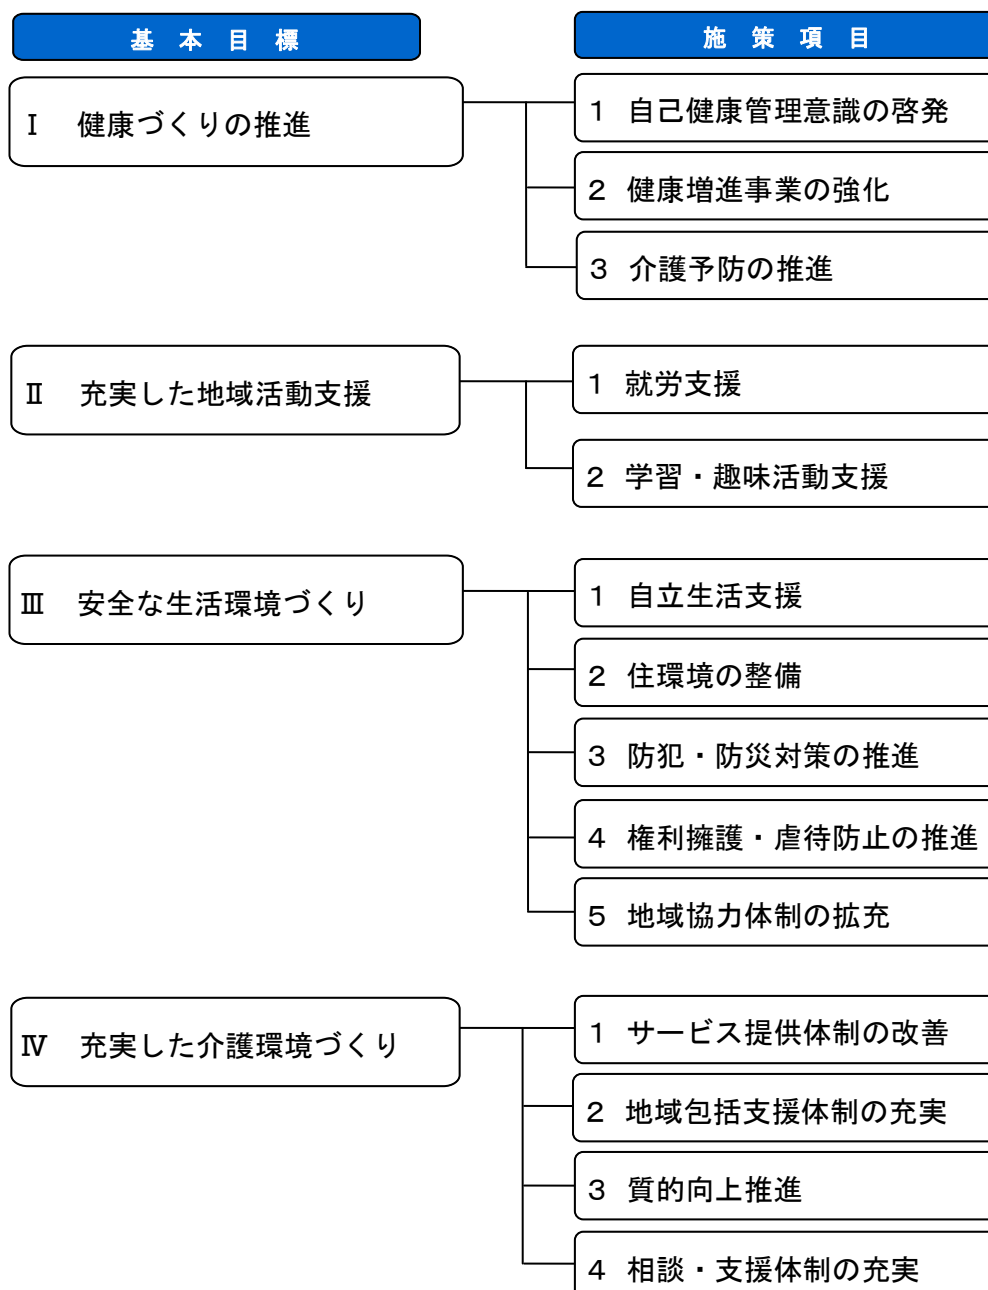 基本目標
施策項目
Ⅰ 健康づくりの推進
1 自己健康管理意識の啓発
2 健康増進事業の強化
3 介護予防の推進
Ⅱ 充実した地域活動支援
1 就労支援
2 学習・趣味活動支援
Ⅲ 安全な生活環境づくり
1 自立生活支援
2 住環境の整備
3 防犯・防災対策の推進
4 権利擁護・虐待防止の推進
5 地域協力体制の拡充
Ⅳ 充実した介護環境づくり
1 サービス提供体制の改善
2 地域包括支援体制の充実
3 質的向上推進
4 相談・支援体制の充実